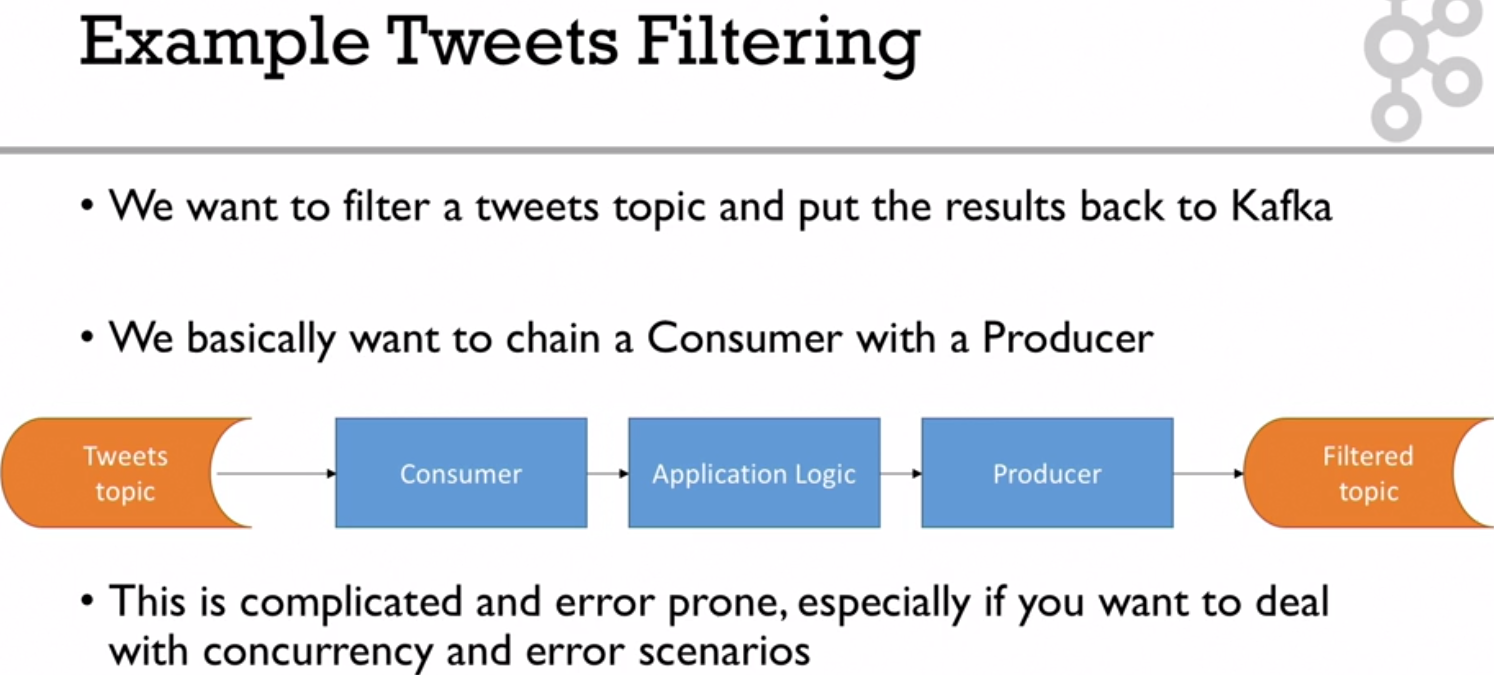 Example Tweets Filtering
• We want to filter a tweets topic and put the results back to Kafka
• We basically want to chain a Consumer with a Producer
Tweets
topic
Consumer
Application Logic
Producer
Filtered
topic
• This is complicated and error prone, especially if you want to deal
with concurrency and error scenarios